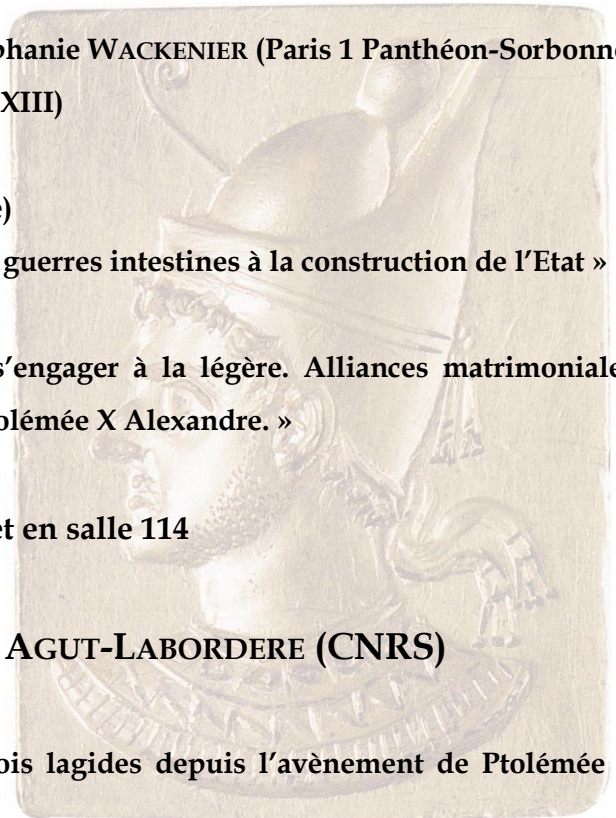 phanie WACKENIER (Paris 1 Panthéon-Sorbonne
XIII)
e)
guerres intestines à la construction de l’Etat »
s’engager à la légère. Alliances matrimoniale
olémée X Alexandre. »
et en salle 114
AGUT-LABORDERE (CNRS)
ois lagides depuis l’avènement de Ptolémée